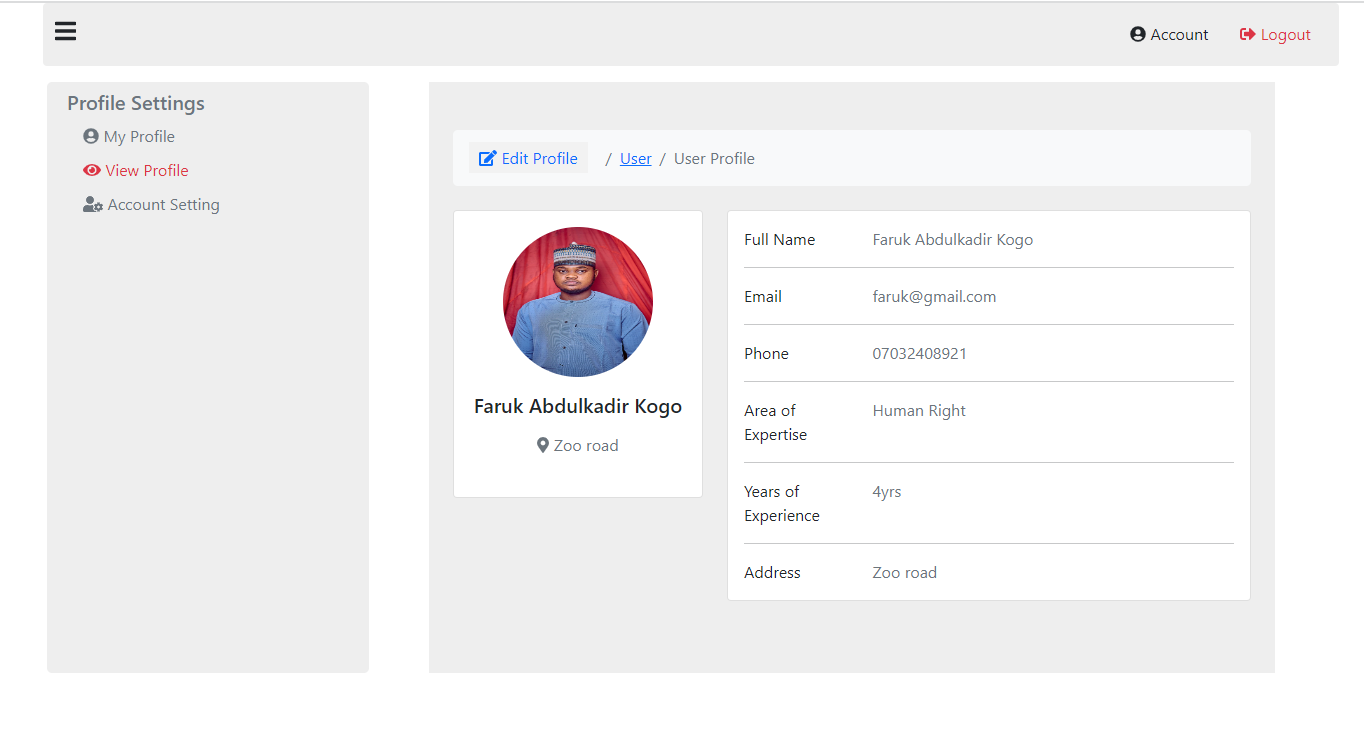 Account Logout
Profile Settings
My Profile
View Profile
Account Setting
Edit Profile / User / User Profile
Faruk Abdulkadir Kogo
Zoo road
Full Name Faruk Abdulkadir Kogo
Email faruk@gmail.com
Phone 07032408921
Area of Human Right
Expertise
Years of 4yrs
Experience
Address Zoo road